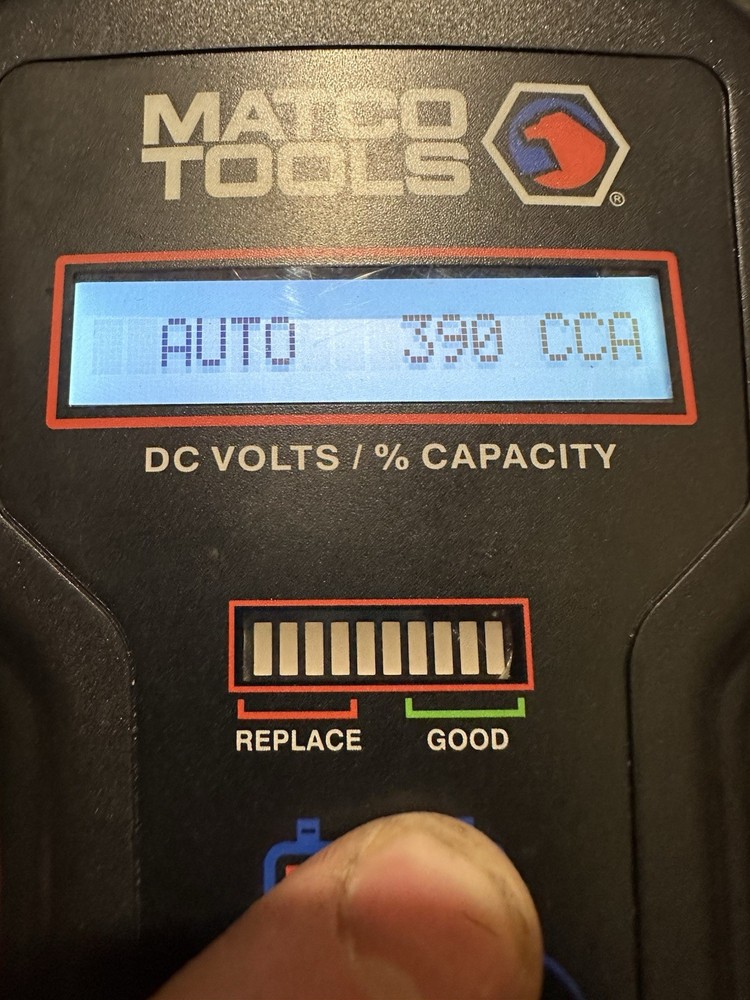 MATCO
TOOLS
®
AUTO 390 CCA
DC VOLTS / % CAPACITY
REPLACE GOOD